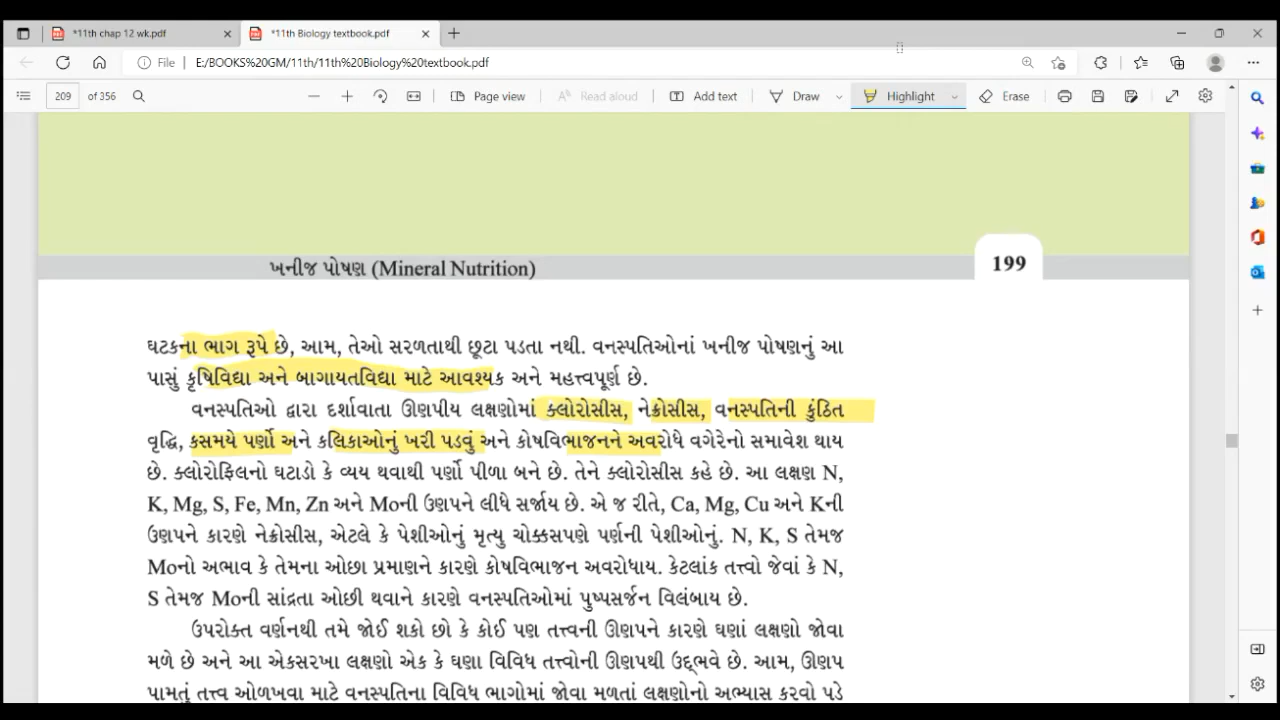 *11th chap 12 wk.pdf
*11th Biology textbook.pdf
File
E:/BOOKS%20GM/11th/11th%20Biology%20textbook.pdf
209 of 356
Page view
Read aloud
Add text
Draw
Highlight
Erase
ખનીજ પોષણ (Mineral Nutrition)
199
ઘટકના ભાગ રૂપે છે, આમ, તેઓ સરળતાથી છૂટા પડતા નથી. વનસ્પતિઓનાં ખનીજ પોષણનું આ
પાસું કૃષિવિદ્યા અને બાગાયતવિદ્યા માટે આવશ્યક અને મહત્ત્વપૂર્ણ છે.
વનસ્પતિઓ દ્વારા દર્શાવાતા ઊણપીય લક્ષણોમાં ક્લોરોસીસ, નેક્રોસીસ, વનસ્પતિની કુંઠિત
વૃદ્ધિ, કસમયે પર્ણો અને કલિકાઓનું ખરી પડવું અને કોષવિભાજનને અવરોધે વગેરેનો સમાવેશ થાય
છે. ક્લોરોફિલનો ઘટાડો કે વ્યય થવાથી પર્ણો પીળા બને છે. તેને ક્લોરોસીસ કહે છે. આ લક્ષણ N,
K, Mg, S, Fe, Mn, Zn અને Moની ઉણપને લીધે સર્જાય છે. એ જ રીતે, Ca, Mg, Cu અને Kની
ઉણપને કારણે નેક્રોસીસ, એટલે કે પેશીઓનું મૃત્યુ ચોક્કસપણે પર્ણની પેશીઓનું. N, K, S તેમજ
Moનો અભાવ કે તેમના ઓછા પ્રમાણને કારણે કોષવિભાજન અવરોધાય. કેટલાંક તત્ત્વો જેવાં કે N,
S તેમજ Moની સાંદ્રતા ઓછી થવાને કારણે વનસ્પતિઓમાં પુષ્પસર્જન વિલંબાય છે.
ઉપરોક્ત વર્ણનથી તમે જોઈ શકો છો કે કોઈ પણ તત્ત્વની ઊણપને કારણે ઘણાં લક્ષણો જોવા
મળે છે અને આ એકસરખા લક્ષણો એક કે ઘણા વિવિધ તત્ત્વોની ઊણપથી ઉદ્ભવે છે. આમ, ઊણપ
પામતું તત્ત્વ ઓળખવા માટે વનસ્પતિના વિવિધ ભાગોમાં જોવા મળતાં લક્ષણોનો અભ્યાસ કરવો પડે